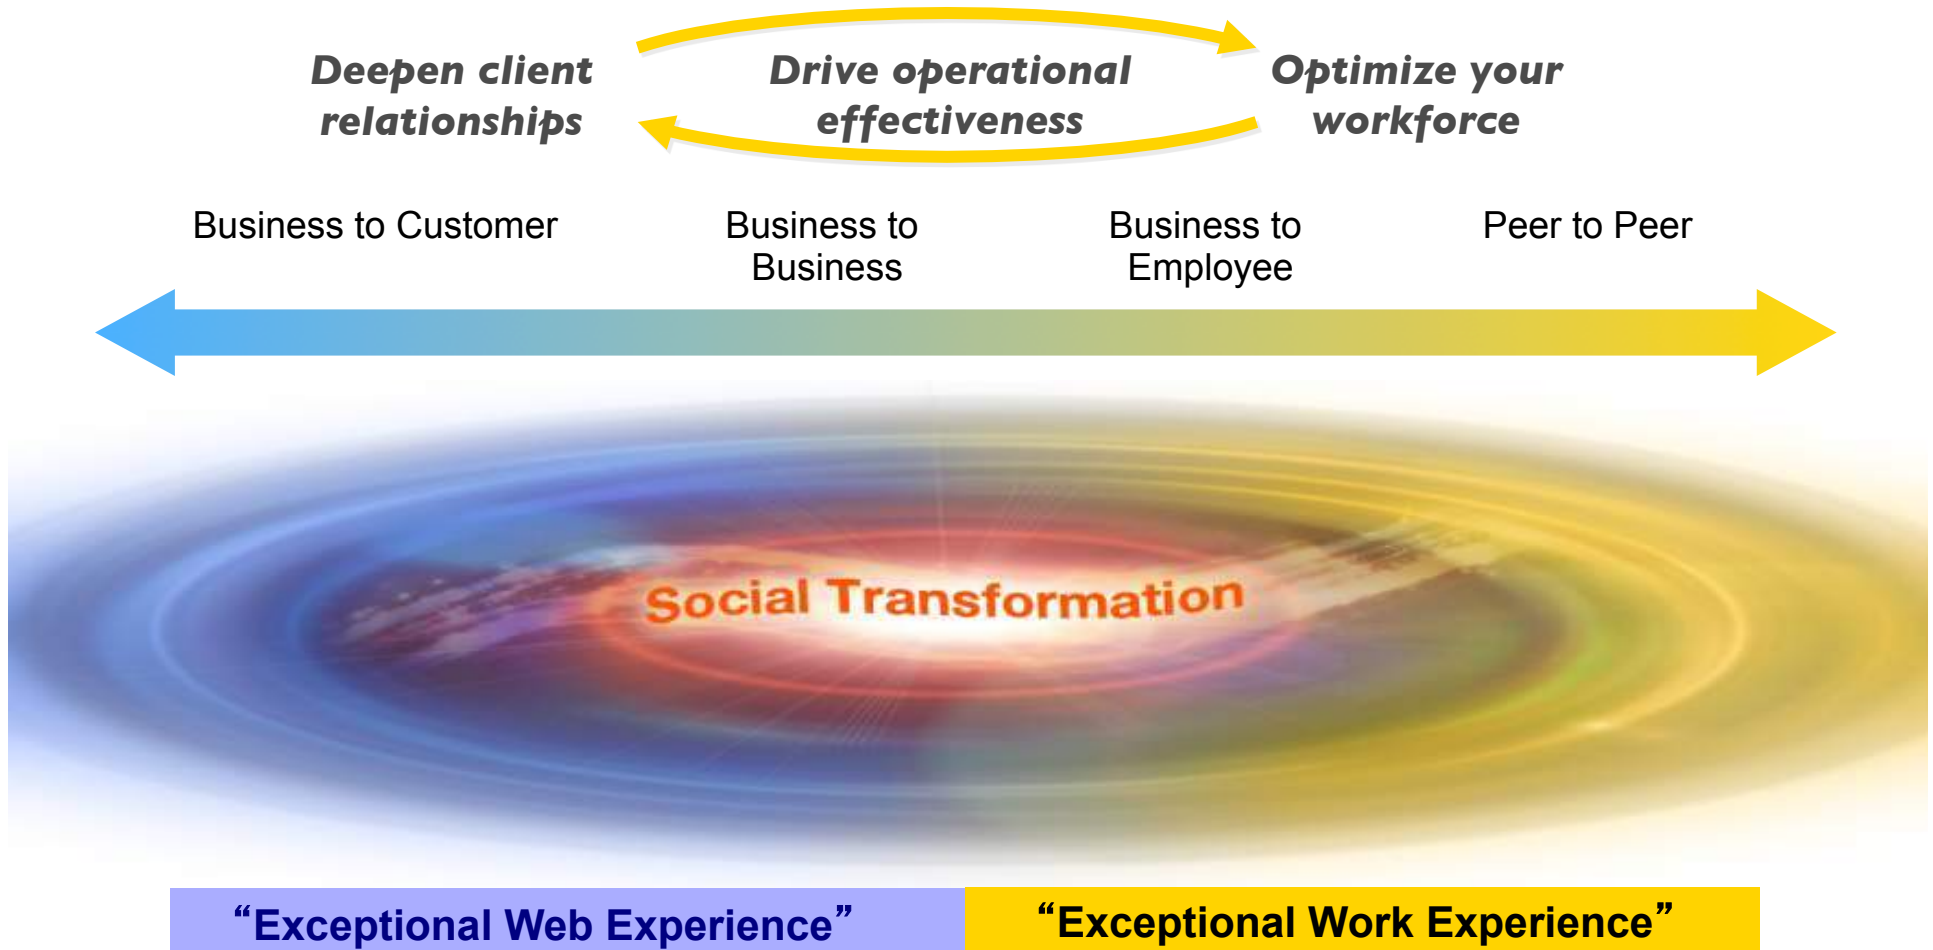 Deepen client
relationships
Drive operational
effectiveness
Optimize your
workforce
Business to Customer
Business to
Business
Business to
Employee
Peer to Peer
Social Transformation
“Exceptional Web Experience”
“Exceptional Work Experience”